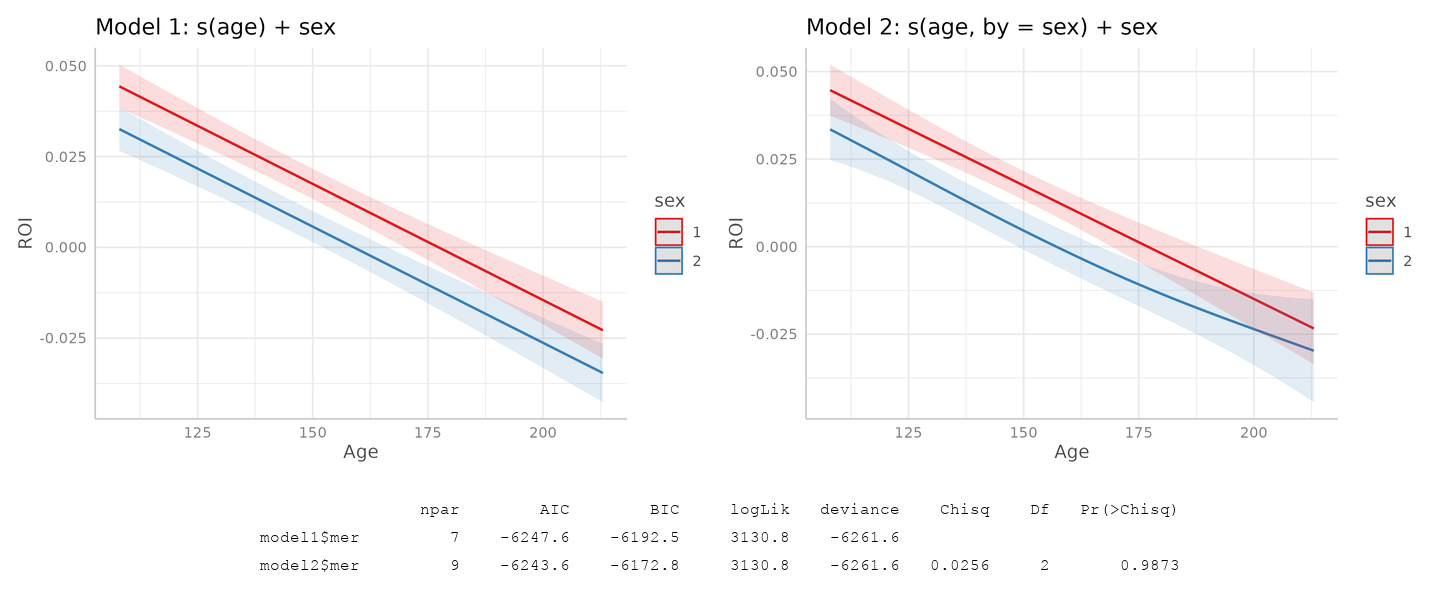 Model 1: s(age) + sex
0.050
0.025
0.000
-0.025
ROI
125 150 175 200
Age
sex
1
2
Model 2: s(age, by = sex) + sex
0.050
0.025
0.000
-0.025
ROI
125 150 175 200
Age
sex
1
2
npar AIC BIC logLik deviance Chisq Df Pr(>Chisq)
model1$mer 7 -6247.6 -6192.5 3130.8 -6261.6
model2$mer 9 -6243.6 -6172.8 3130.8 -6261.6 0.0256 2 0.9873